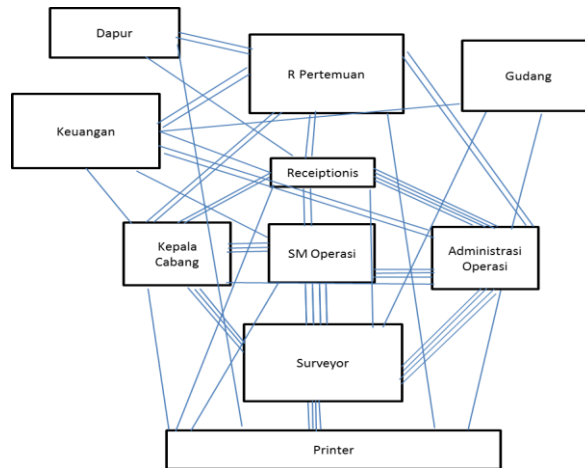 Dapur
R Pertemuan
Gudang
Keuangan
Receiptionis
Kepala
Cabang
SM Operasi
Administrasi
Operasi
Surveyor
Printer